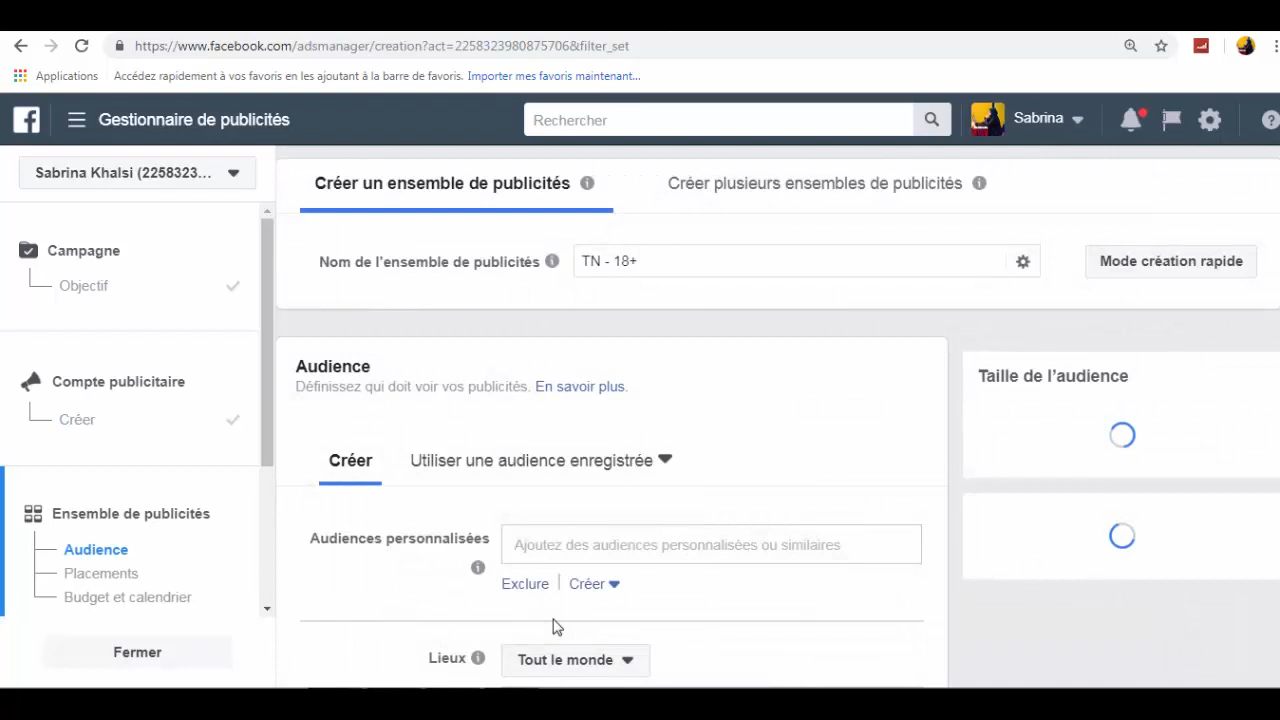 https://www.facebook.com/adsmanager/creation?act=2258323980875706&filter_set
Applications
Accédez rapidement à vos favoris en les ajoutant à la barre de favoris. Importer mes favoris maintenant...
Gestionnaire de publicités
Rechercher
Sabrina
Sabrina Khalsi (2258323...
Créer un ensemble de publicités
Créer plusieurs ensembles de publicités
Campagne
Objectif
Nom de l'ensemble de publicités
TN - 18+
Mode création rapide
Compte publicitaire
Créer
Audience
Définissez qui doit voir vos publicités. En savoir plus.
Taille de l'audience
Créer
Utiliser une audience enregistrée
Ensemble de publicités
Audience
Placements
Budget et calendrier
Audiences personnalisées
Ajoutez des audiences personnalisées ou similaires
Exclure | Créer
Fermer
Lieux
Tout le monde